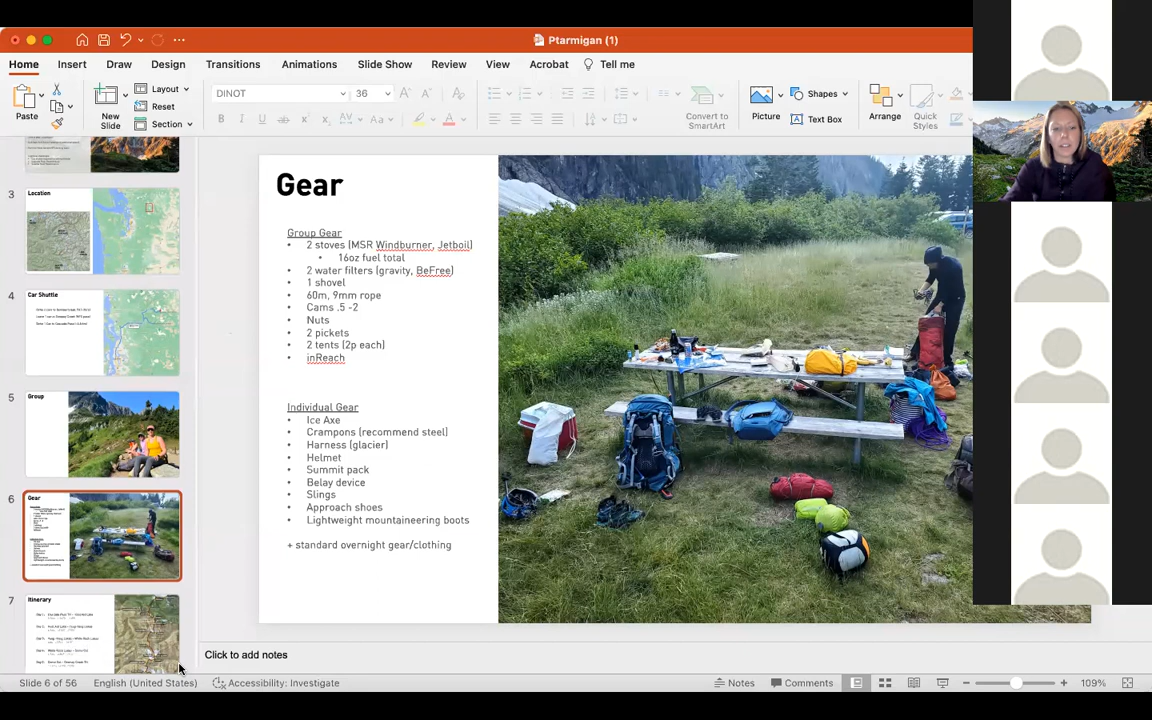 Ptarmigan (1)
Home Insert Draw Design Transitions Animations Slide Show Review View Acrobat Tell me
Paste
New Slide
Layout
Reset
Section
DINOT 36
Convert to SmartArt
Picture
Shapes
Text Box
Arrange
Quick Styles
3 Location
4 Car Shuttle
5 Group
6 Gear
7 Itinerary
Gear
Group Gear
• 2 stoves (MSR Windburner, Jetboil)
• 16oz fuel total
• 2 water filters (gravity, BeFree)
• 1 shovel
• 60m, 9mm rope
• Cams .5 -2
• Nuts
• 2 pickets
• 2 tents (2p each)
• inReach
Individual Gear
• Ice Axe
• Crampons (recommend steel)
• Harness (glacier)
• Helmet
• Summit pack
• Belay device
• Slings
• Approach shoes
• Lightweight mountaineering boots
+ standard overnight gear/clothing
Click to add notes
Slide 6 of 56 English (United States) Accessibility: Investigate Notes Comments 109%